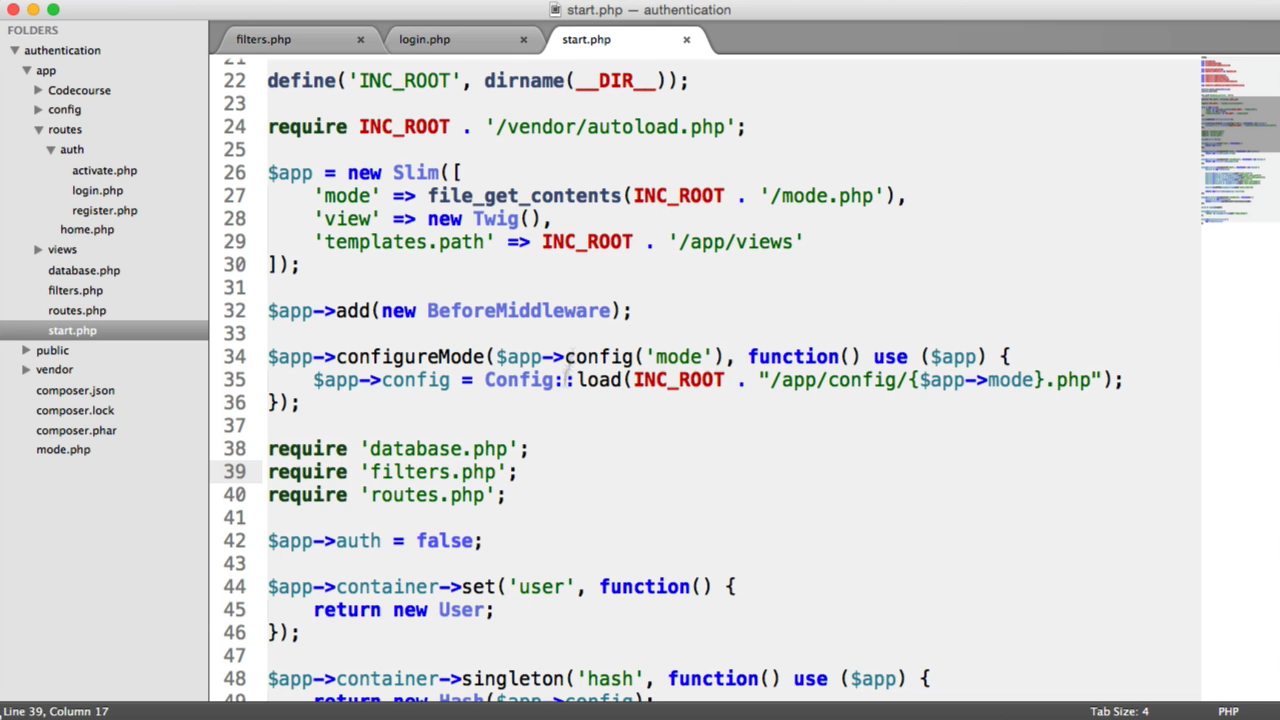 start.php — authentication
FOLDERS
authentication
app
Codecourse
config
routes
auth
activate.php
login.php
register.php
home.php
views
database.php
filters.php
routes.php
start.php
public
vendor
composer.json
composer.lock
composer.phar
mode.php
filters.php ×
login.php ×
start.php ×
21
22 define('INC_ROOT', dirname(__DIR__));
23
24 require INC_ROOT . '/vendor/autoload.php';
25
26 $app = new Slim([
27 'mode' => file_get_contents(INC_ROOT . '/mode.php'),
28 'view' => new Twig(),
29 'templates.path' => INC_ROOT . '/app/views'
30 ]);
31
32 $app->add(new BeforeMiddleware);
33
34 $app->configureMode($app->config('mode'), function() use ($app) {
35 $app->config = Config::load(INC_ROOT . "/app/config/{$app->mode}.php");
36 });
37
38 require 'database.php';
39 require 'filters.php';
40 require 'routes.php';
41
42 $app->auth = false;
43
44 $app->container->set('user', function() {
45 return new User;
46 });
47
48 $app->container->singleton('hash', function() use ($app) {
49 return new Hash($app->config);
Line 39, Column 17
Tab Size: 4
PHP